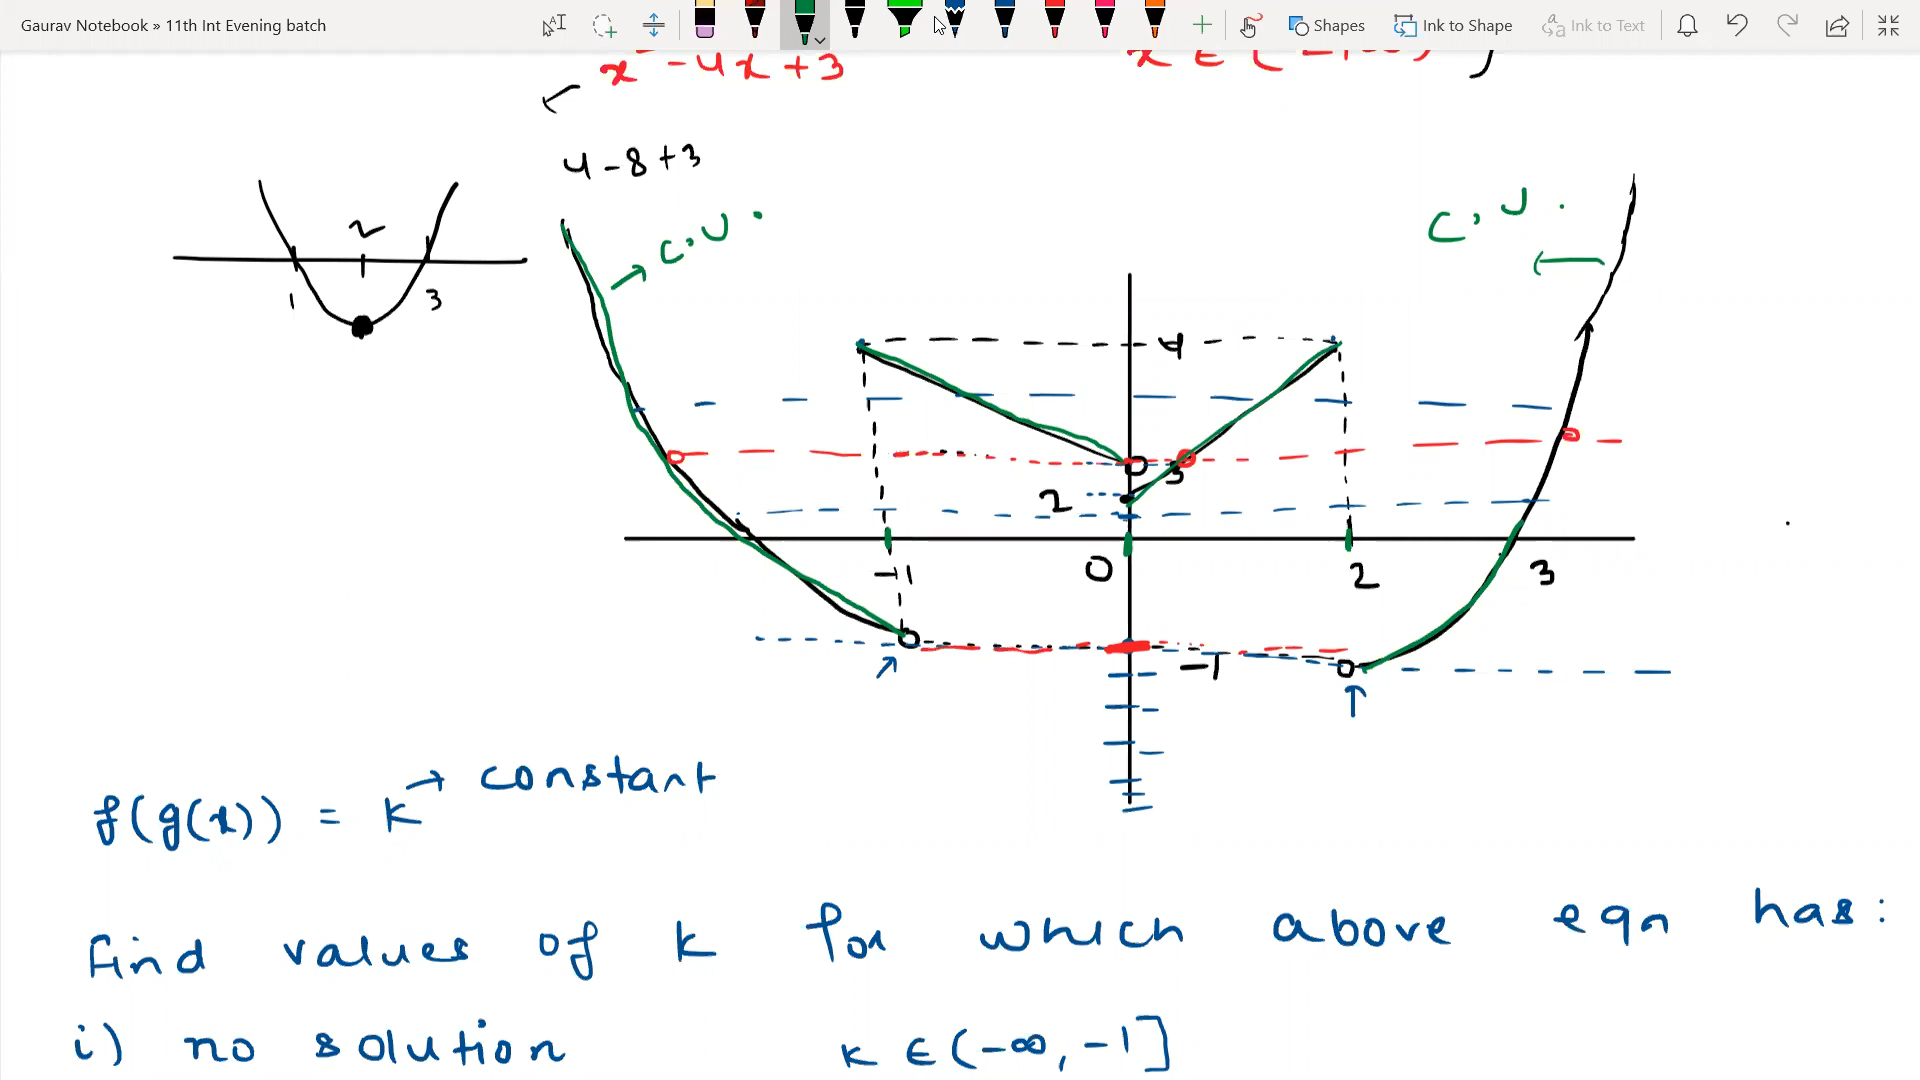 Gaurav Notebook » 11th Int Evening batch
Shapes
Ink to Shape
Ink to Text
x² - 4x + 3
4 - 8 + 3
C.U.
C.U.
2
1
3
4
3
2
-1
0
2
3
-1
f(g(x)) = k → constant
Find values of k for which above eqn has:
i) no solution k ∈ (-∞, -1]